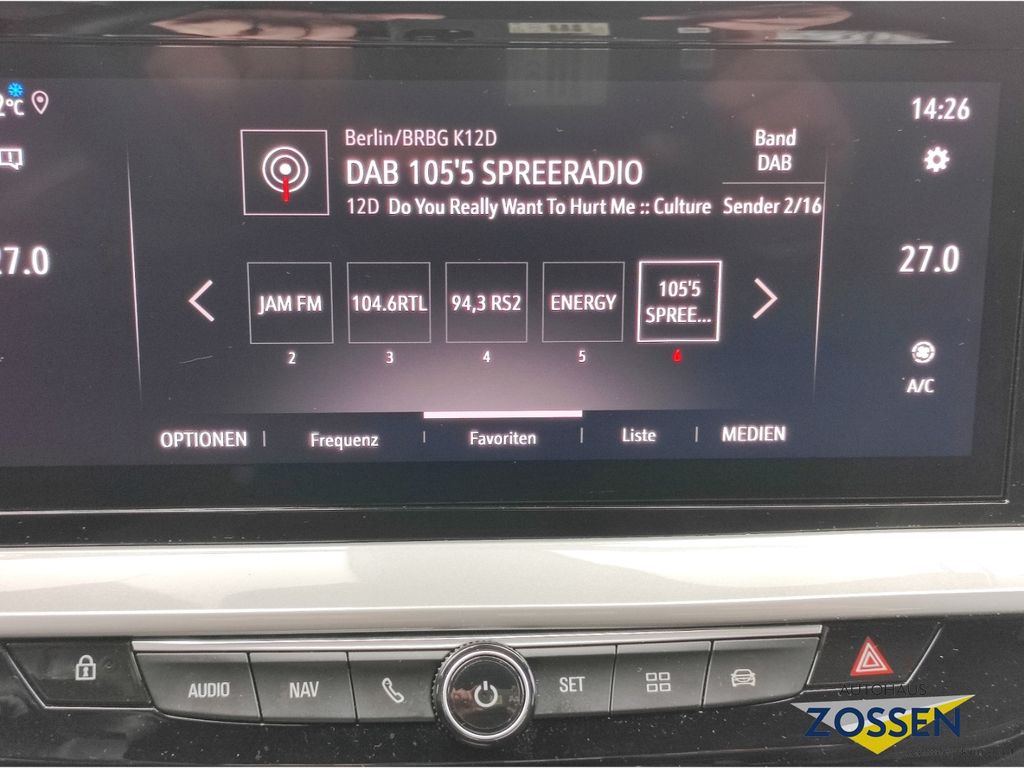 2°C
14:26
Berlin/BRBG K12D
DAB 105'5 SPREERADIO
12D Do You Really Want To Hurt Me :: Culture
Band
DAB
Sender 2/16
27.0
27.0
JAM FM
104.6RTL
94,3 RS2
ENERGY
105'5
SPREE...
2
3
4
5
6
A/C
OPTIONEN
Frequenz
Favoriten
Liste
MEDIEN
AUDIO
NAV
SET
AUTOHAUS
ZOSSEN